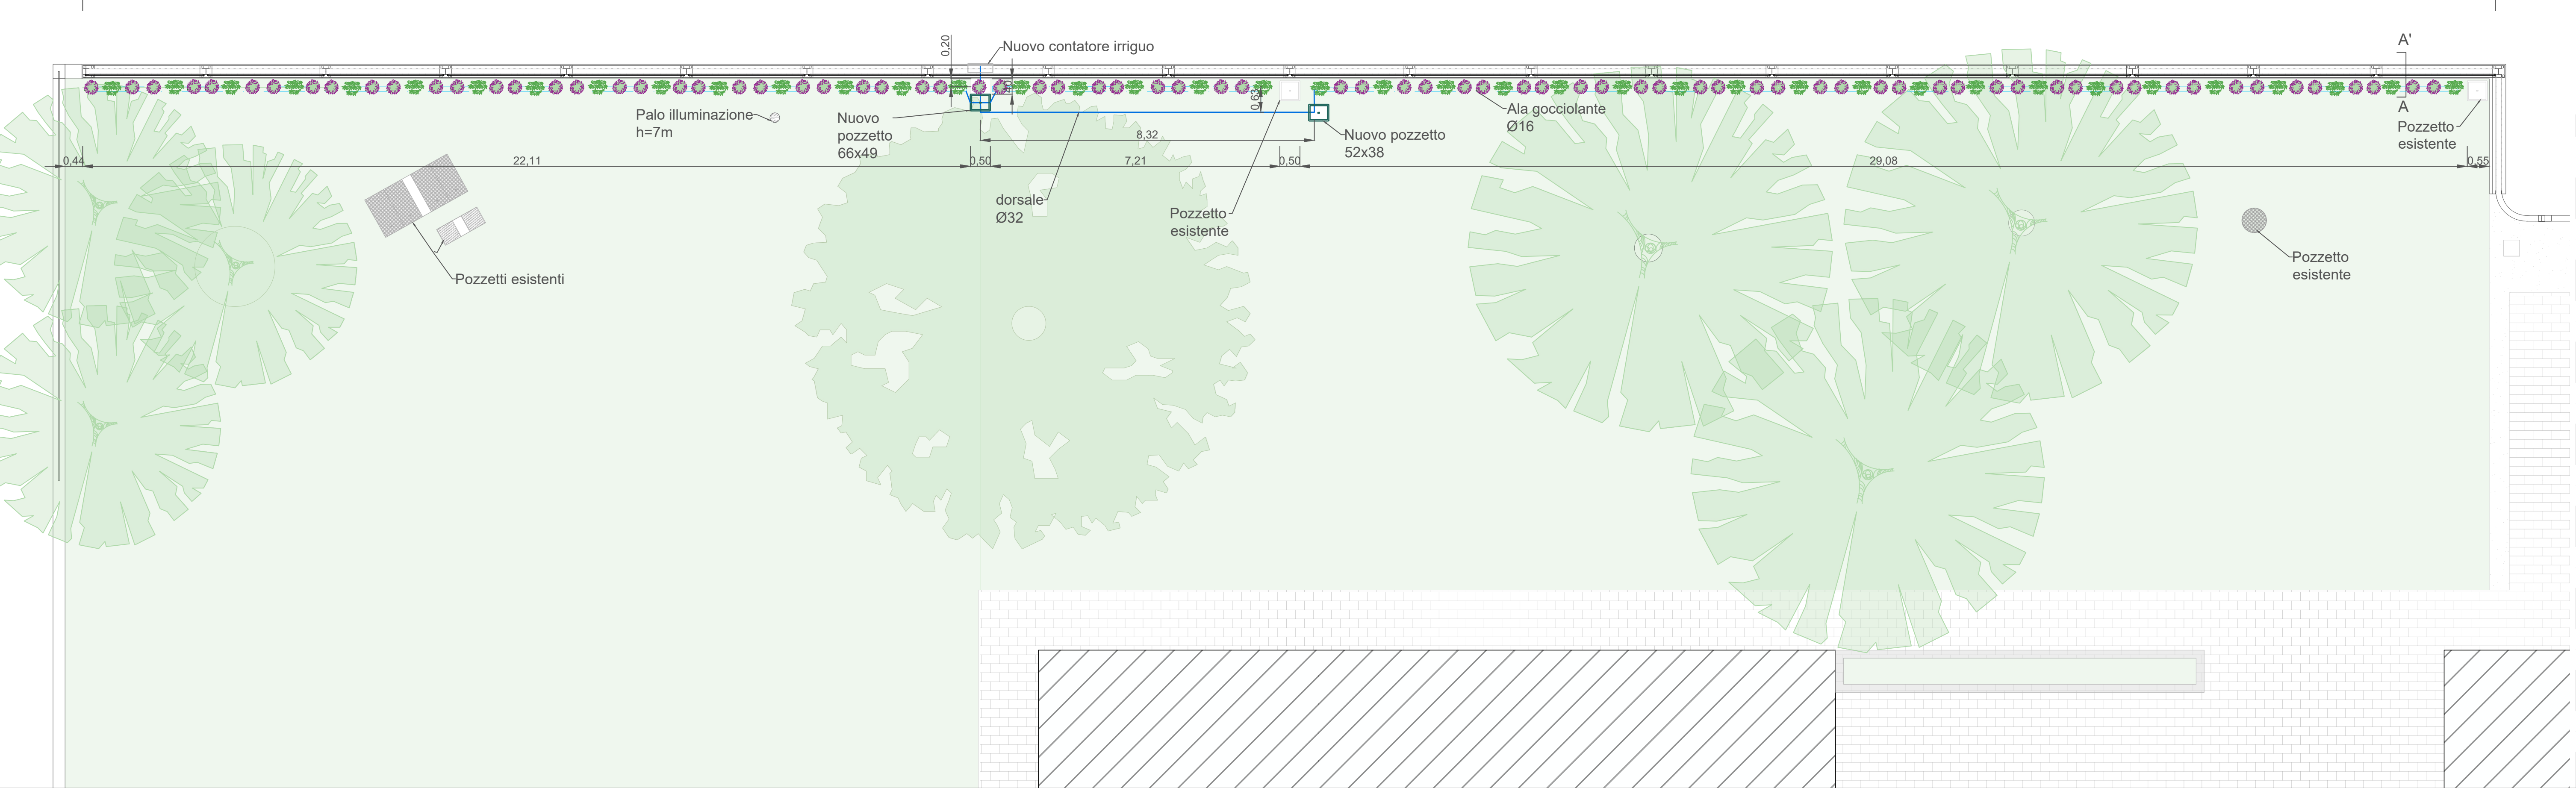 A'
0,20
Nuovo contatore irriguo
Palo illuminazione
h=7m
Nuovo
pozzetto
66x49
0,63
Ala gocciolante
Ø16
A
Pozzetto
esistente
8,32
Nuovo pozzetto
52x38
0,44
22,11
0,50
7,21
0,50
29,08
0,55
dorsale
Ø32
Pozzetto
esistente
Pozzetti esistenti
Pozzetto
esistente